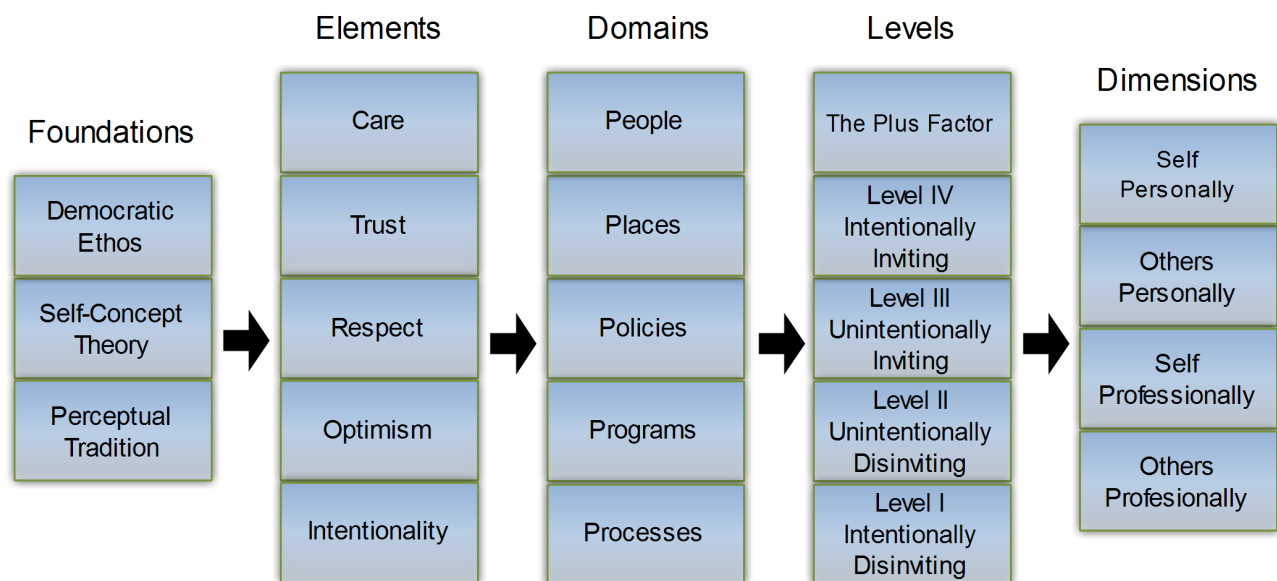 Foundations
Democratic
Ethos
Self-Concept
Theory
Perceptual
Tradition
Elements
Care
Trust
Respect
Optimism
Intentionality
Domains
People
Places
Policies
Programs
Processes
Levels
The Plus Factor
Level IV
Intentionally
Inviting
Level III
Unintentionally
Inviting
Level II
Unintentionally
Disinviting
Level I
Intentionally
Disinviting
Dimensions
Self
Personally
Others
Personally
Self
Professionally
Others
Profesionally